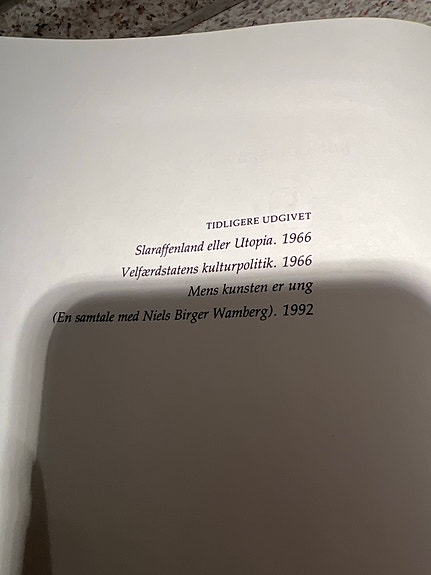 TIDLIGERE UDGIVET
Slaraffenland eller Utopia. 1966
Velfærdstatens kulturpolitik. 1966
Mens kunsten er ung
(En samtale med Niels Birger Wamberg). 1992